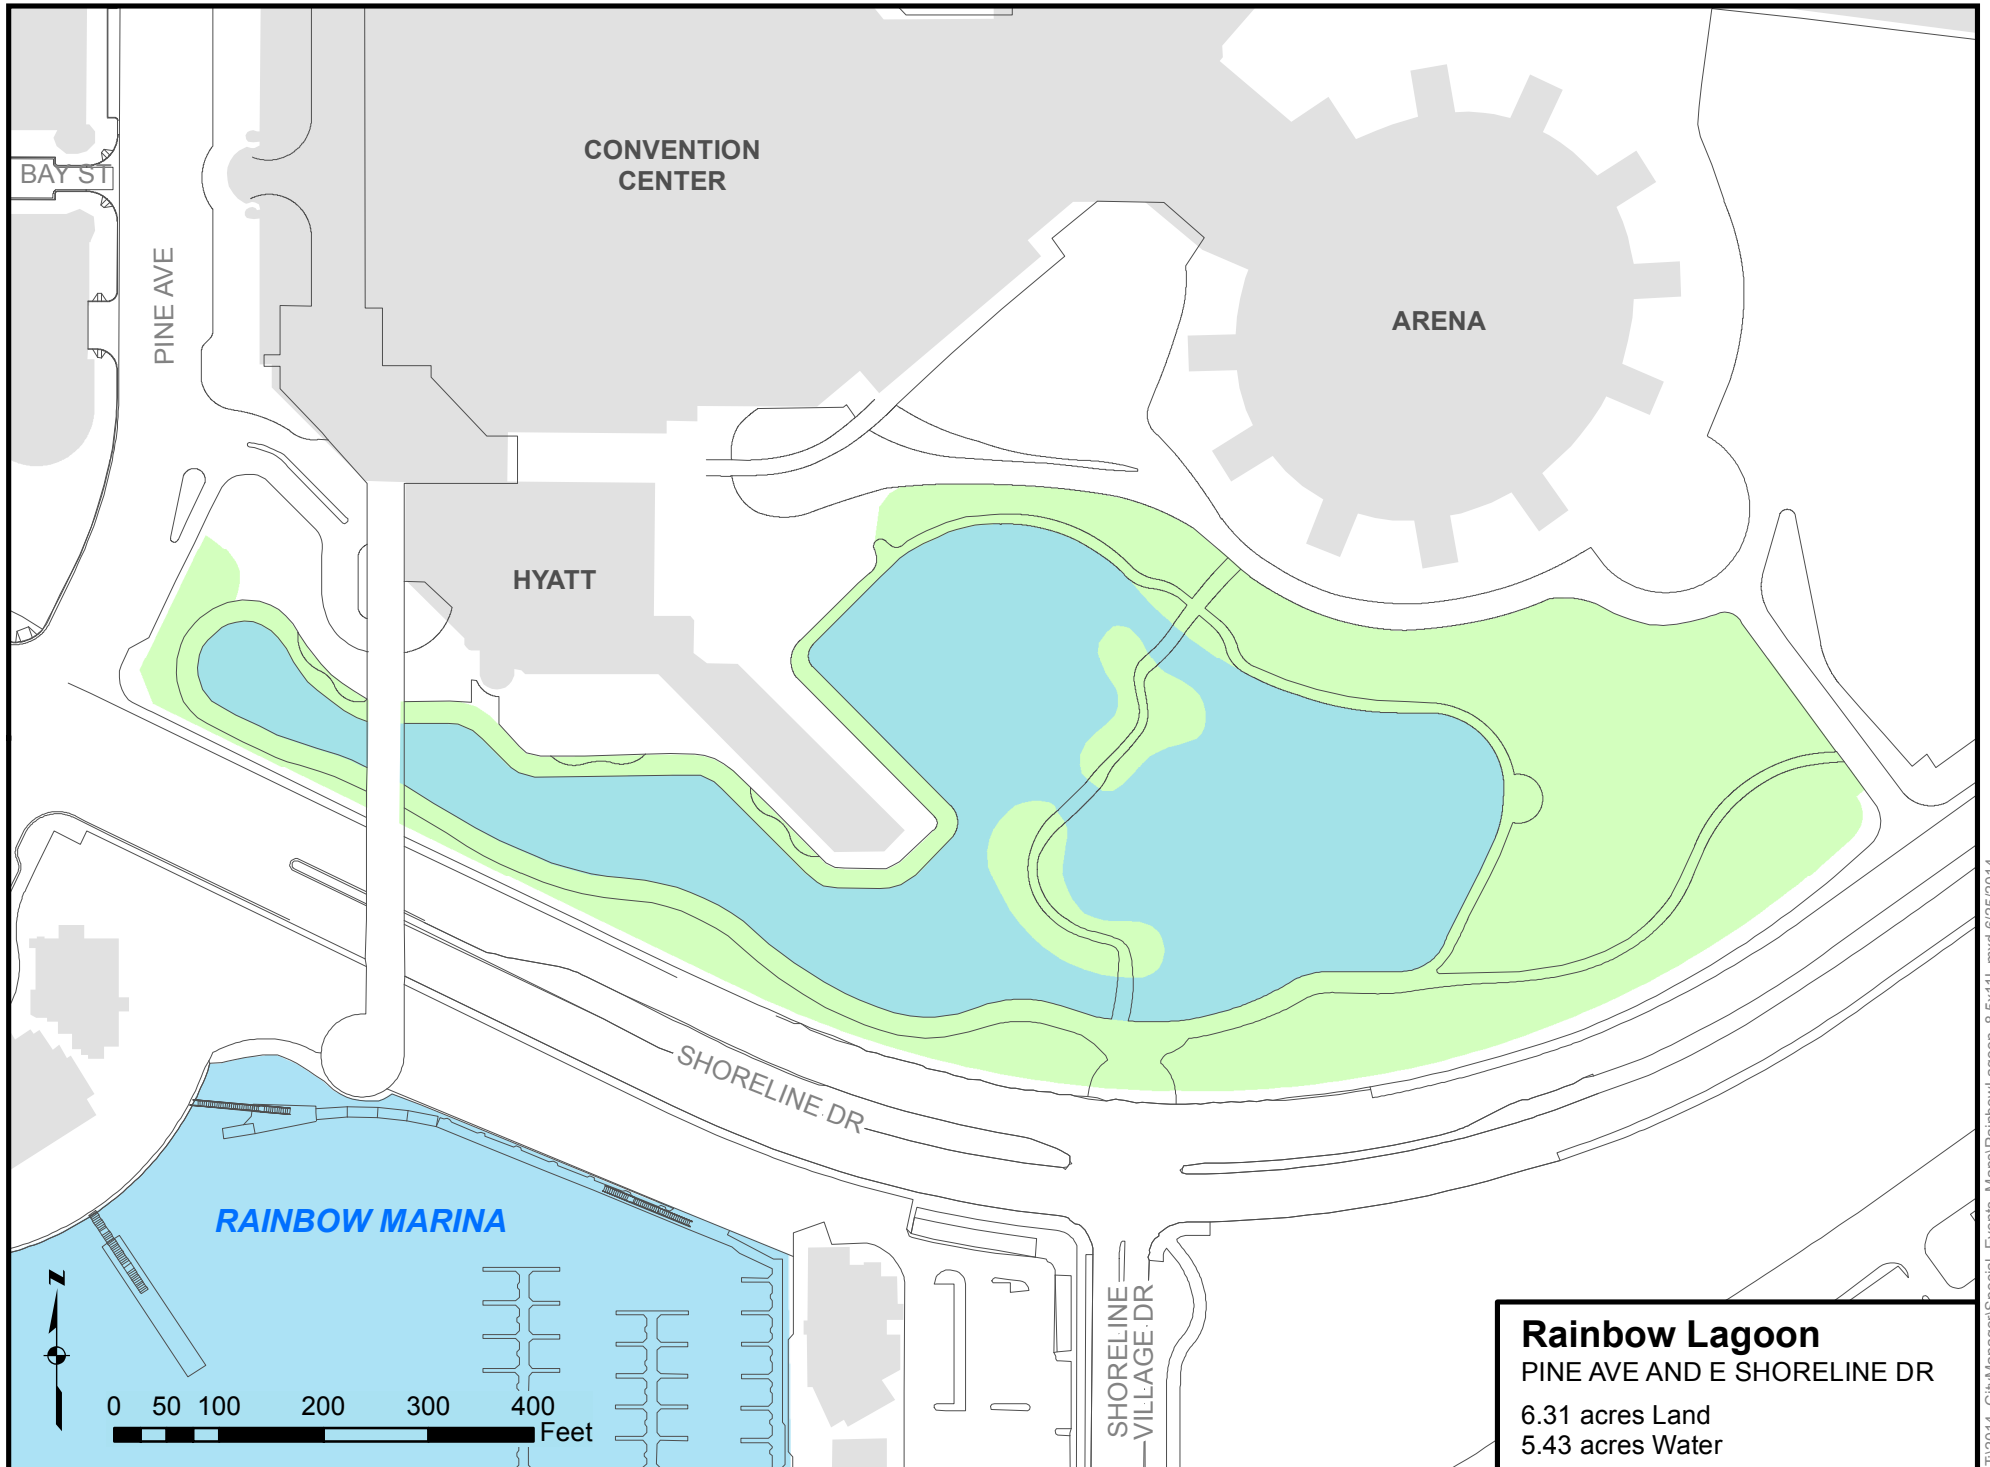 CONVENTION
CENTER
BAY ST
PINE AVE
ARENA
HYATT
SHORELINE DR
RAINBOW MARINA
SHORELINE
VILLAGE DR
N
0 50 100 200 300 400
Feet
Rainbow Lagoon
PINE AVE AND E SHORELINE DR
6.31 acres Land
5.43 acres Water